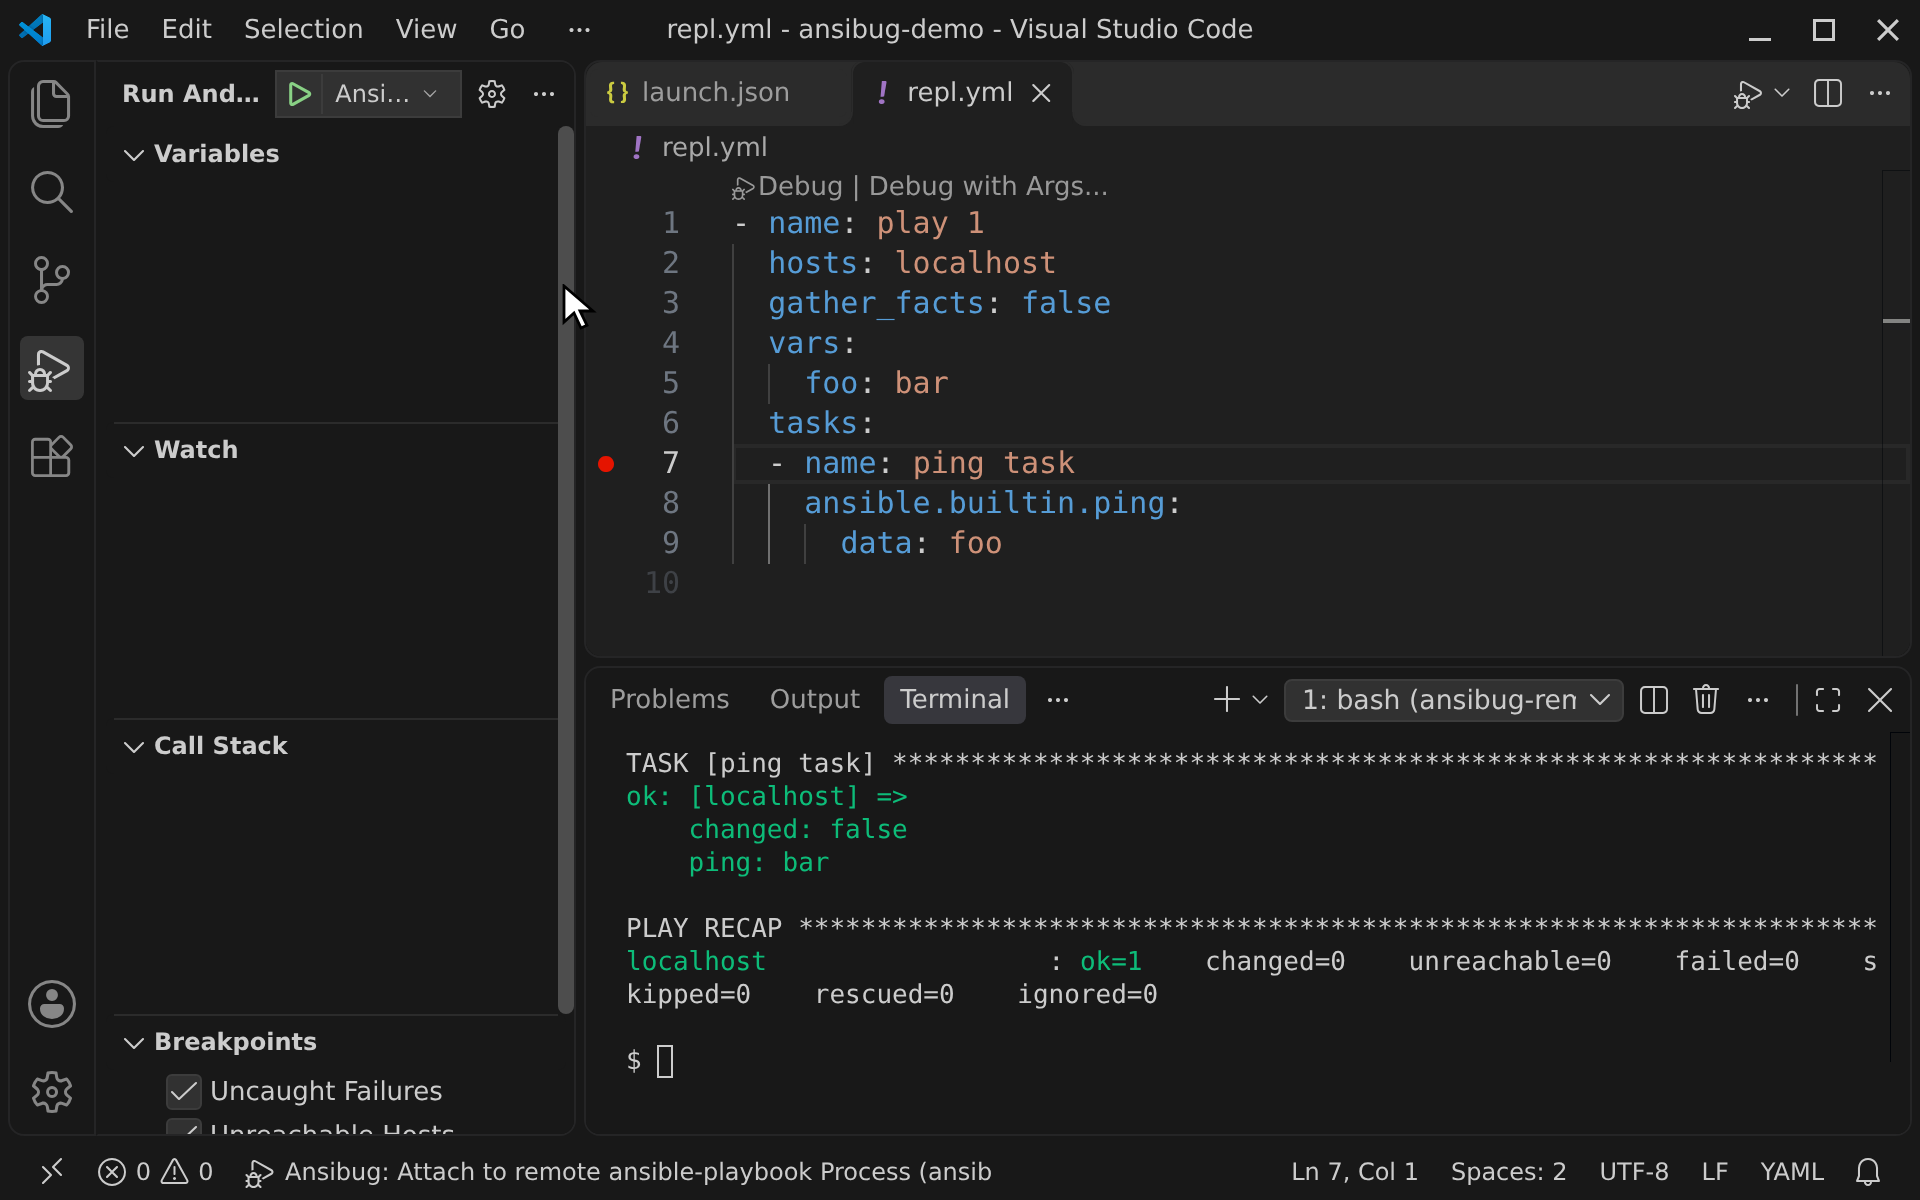 File Edit Selection View Go ··· repl.yml - ansibug-demo - Visual Studio Code
Run And... Ansi...
launch.json
repl.yml
Variables
repl.yml
Debug | Debug with Args...
1 - name: play 1
2 hosts: localhost
3 gather_facts: false
4 vars:
5 foo: bar
6 tasks:
7 - name: ping task
8 ansible.builtin.ping:
9 data: foo
10
Watch
Call Stack
Breakpoints
Uncaught Failures
Unreachable Hosts
Problems Output Terminal ··· 1: bash (ansibug-rem
TASK [ping task] ***************************************************************
ok: [localhost] =>
changed: false
ping: bar
PLAY RECAP *********************************************************************
localhost : ok=1 changed=0 unreachable=0 failed=0 s
kipped=0 rescued=0 ignored=0
$
0 0 Ansibug: Attach to remote ansible-playbook Process (ansib
Ln 7, Col 1 Spaces: 2 UTF-8 LF YAML